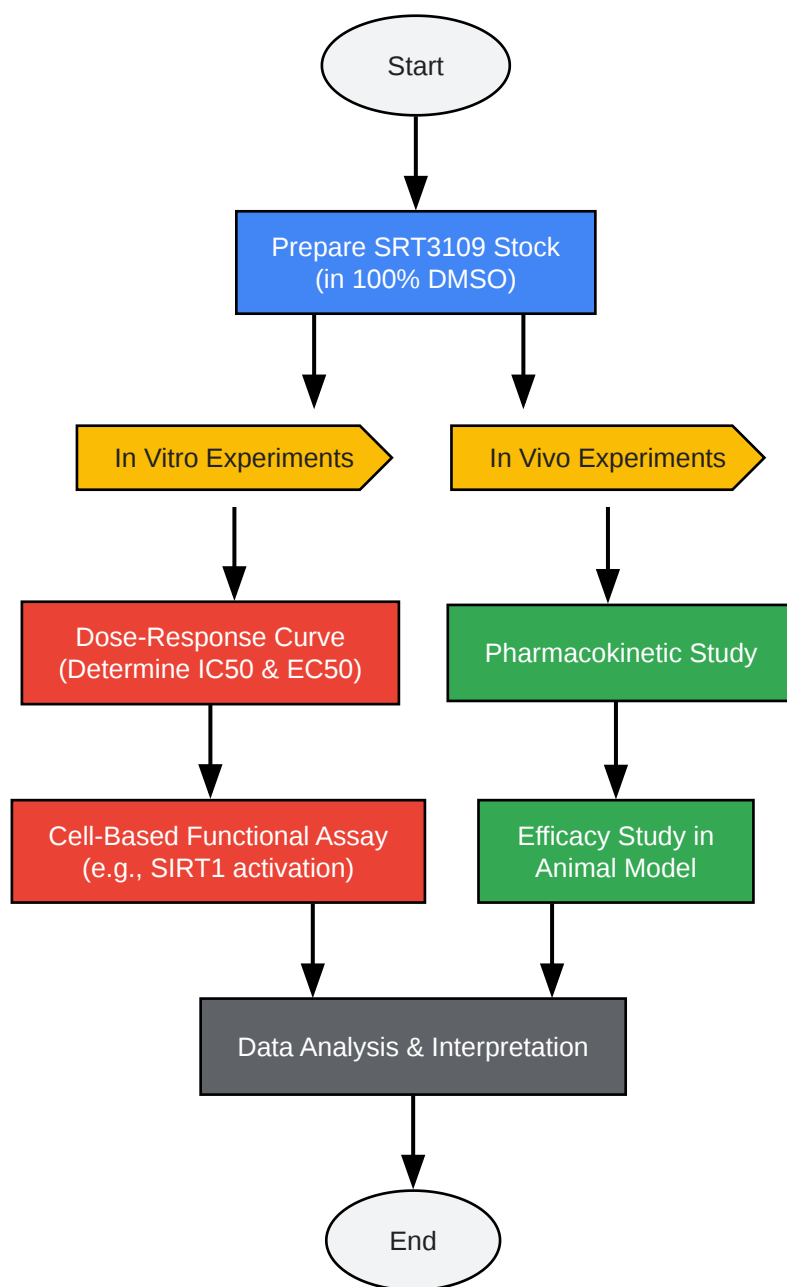 Start
Prepare SRT3109 Stock
(in 100% DMSO)
In Vitro Experiments
In Vivo Experiments
Dose-Response Curve
(Determine IC50 & EC50)
Pharmacokinetic Study
Cell-Based Functional Assay
(e.g., SIRT1 activation)
Efficacy Study in
Animal Model
Data Analysis & Interpretation
End